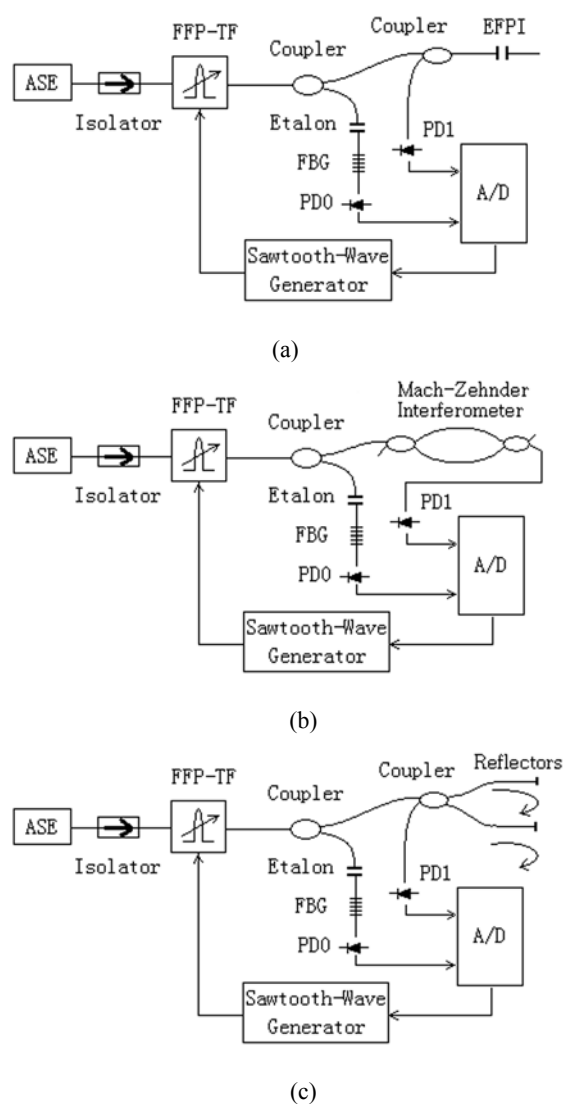 EFPI
FFP-TF
Coupler
Coupler
ASE
Isolator
Etalon
PD1
FBG
A/D
PD0
Sawtooth-Wave
Generator
(a)
Mach-Zehnder
Interferometer
FFP-TF
Coupler
ASE
Isolator
Etalon
PD1
FBG
A/D
PD0
Sawtooth-Wave
Generator
(b)
Reflectors
FFP-TF
Coupler
Coupler
ASE
Isolator
Etalon
PD1
FBG
A/D
PD0
Sawtooth-Wave
Generator
(c)